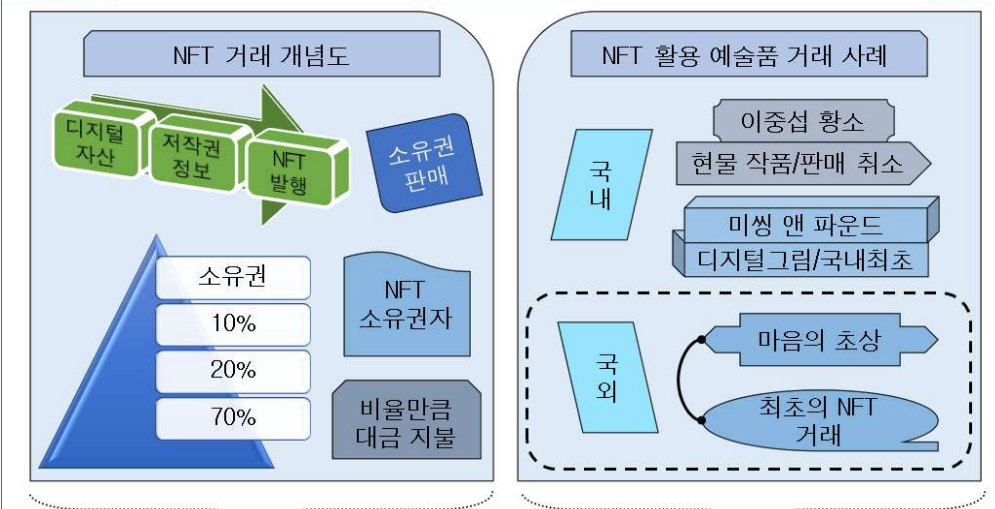 NFT 거래 개념도
디지털
자산
저작권
정보
NFT
발행
소유권
판매
소유권
10%
20%
70%
NFT
소유권자
비율만큼
대금 지불
NFT 활용 예술품 거래 사례
국
내
이중섭 황소
현물 작품/판매 취소
미씽 앤 파운드
디지털그림/국내최초
국
외
마음의 초상
최초의 NFT
거래